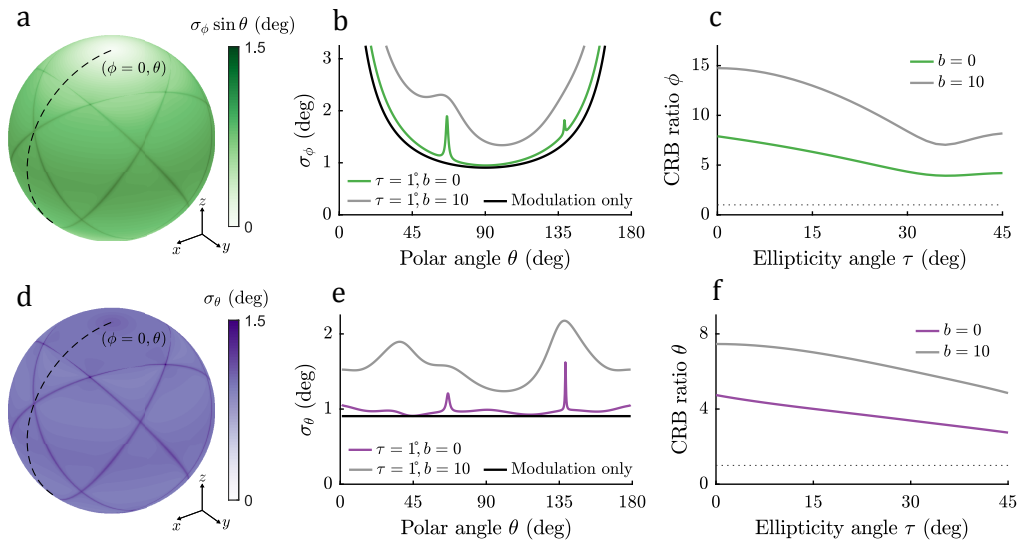 a
σ_ϕ sin θ (deg)
1.5
0
(ϕ = 0, θ)
z
x
y
b
σ_ϕ (deg)
3
2
1
0
τ = 1°, b = 0
τ = 1°, b = 10
Modulation only
0 45 90 135 180
Polar angle θ (deg)
c
CRB ratio ϕ
15
10
5
0
b = 0
b = 10
0 15 30 45
Ellipticity angle τ (deg)
d
σ_θ (deg)
1.5
0
(ϕ = 0, θ)
z
x
y
e
σ_θ (deg)
2
1
0
τ = 1°, b = 0
τ = 1°, b = 10
Modulation only
0 45 90 135 180
Polar angle θ (deg)
f
CRB ratio θ
8
4
0
b = 0
b = 10
0 15 30 45
Ellipticity angle τ (deg)